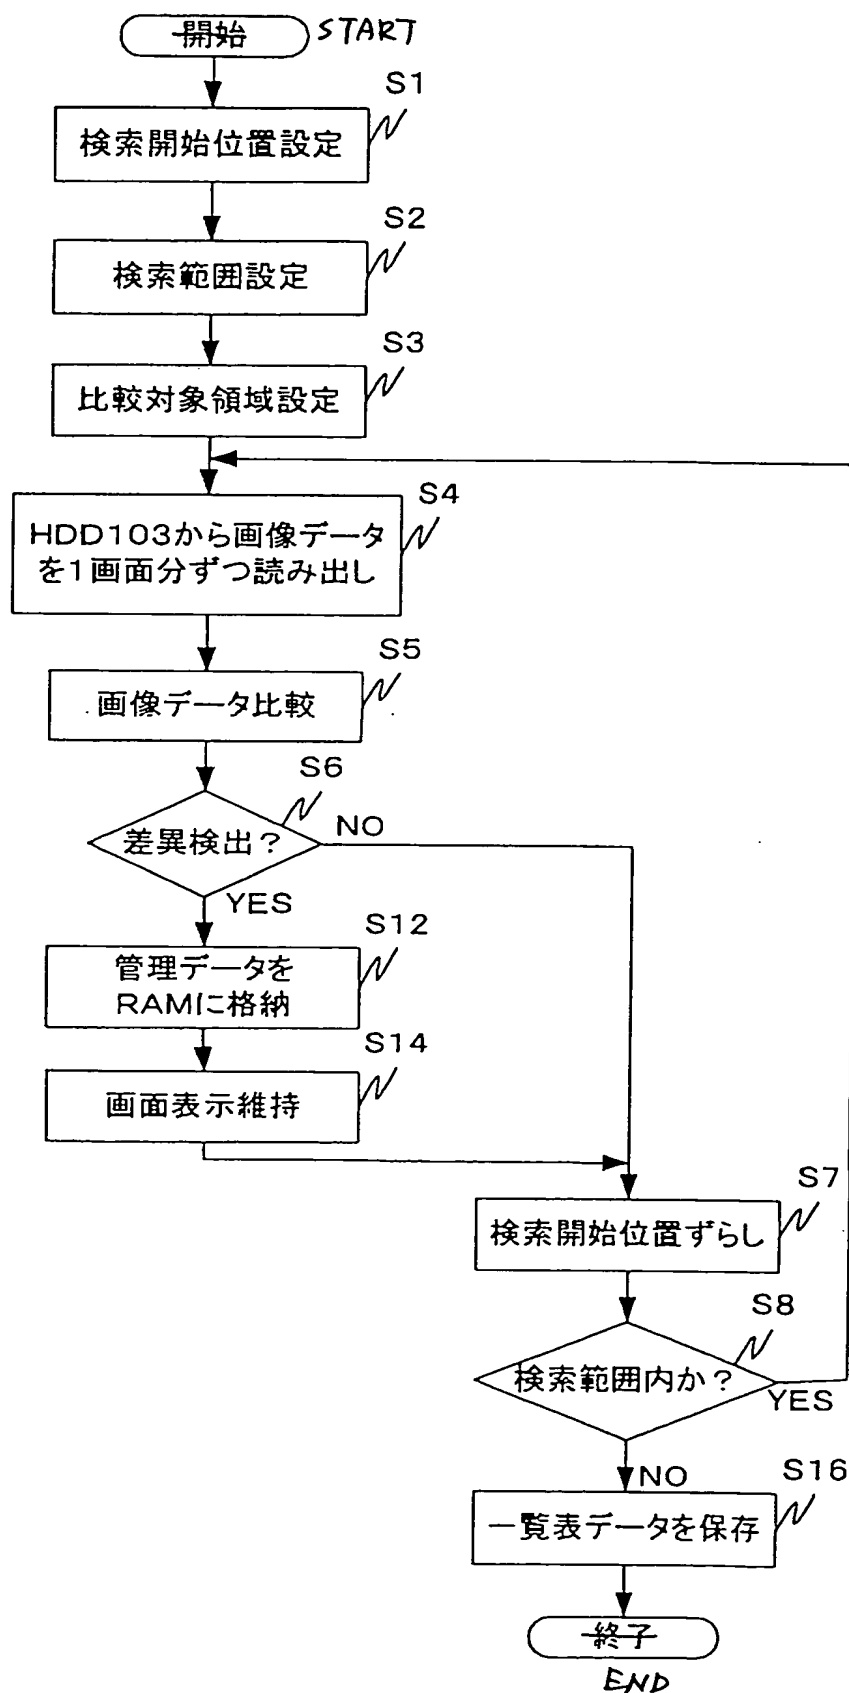 開始 START
S1
検索開始位置設定
S2
検索範囲設定
S3
比較対象領域設定
S4
HDD103から画像データ
を1画面分ずつ読み出し
S5
画像データ比較
S6
差異検出？
NO
YES
S12
管理データを
RAMに格納
S14
画面表示維持
S7
検索開始位置ずらし
S8
検索範囲内か？
YES
NO
S16
一覧表データを保存
終了
END